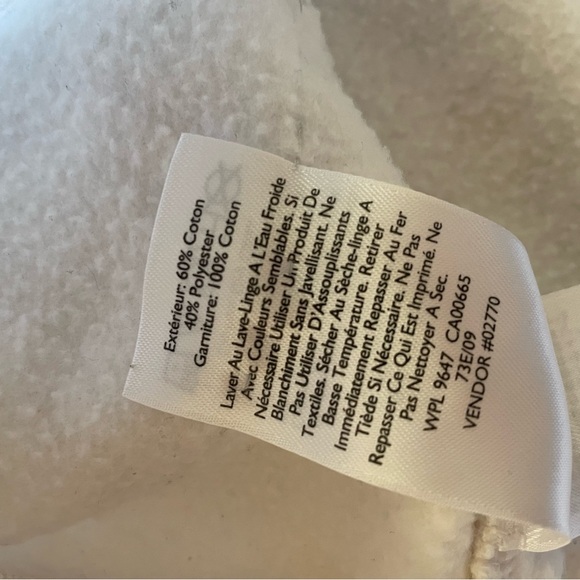 Extérieur: 60% Coton
40% Polyester
Garniture: 100% Coton
Laver Au Lave-Linge A L'Eau Froide
Avec Couleurs Semblables. Si
Nécessaire Utiliser Un Produit De
Blanchiment Sans Javellisant. Ne
Pas Utiliser D'Assouplissants
Textiles. Sécher Au Sèche-linge A
Basse Température. Retirer
Immédiatement Repasser Au Fer
Tiède Si Nécessaire. Ne Pas
Repasser Ce Qui Est Imprimé. Ne
Pas Nettoyer A Sec.
WPL 9647 CA00665
73E/09
VENDOR #02770